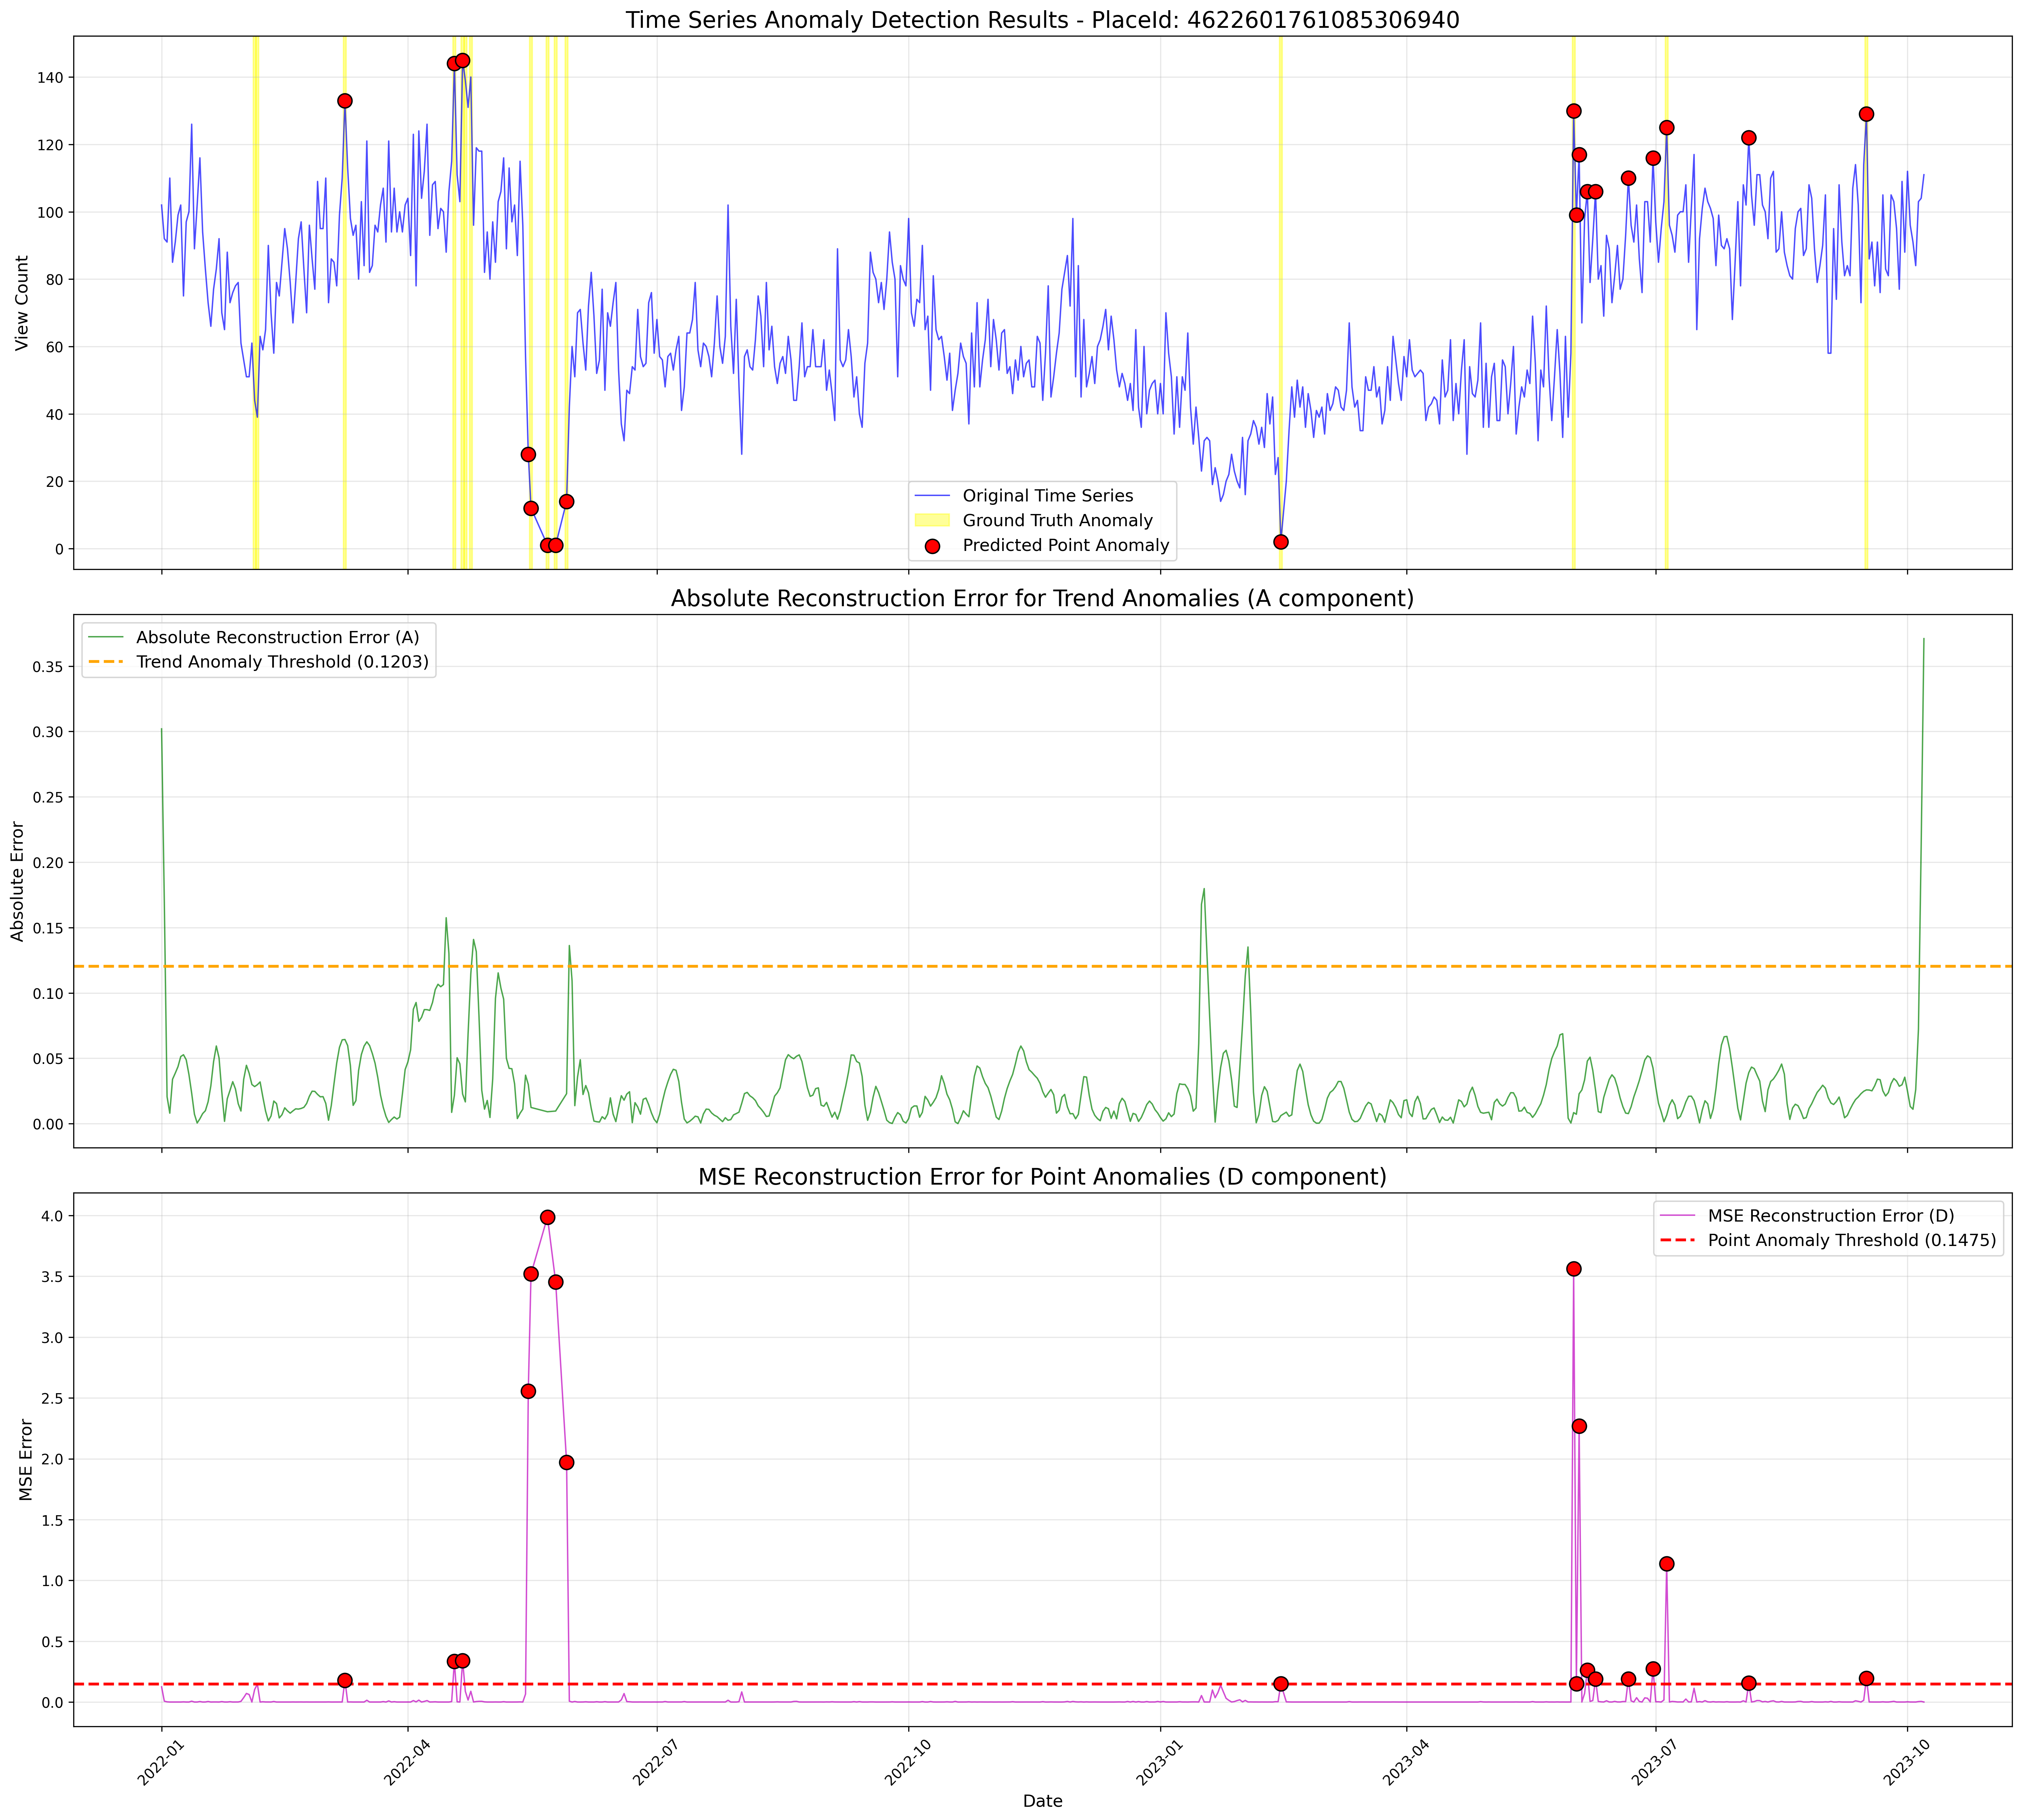 Time Series Anomaly Detection Results - PlaceId: 4622601761085306940
140
120
100
80
60
40
20
0
View Count
Original Time Series
Ground Truth Anomaly
Predicted Point Anomaly
Absolute Reconstruction Error for Trend Anomalies (A component)
Absolute Reconstruction Error (A)
Trend Anomaly Threshold (0.1203)
0.35
0.30
0.25
0.20
0.15
0.10
0.05
0.00
Absolute Error
MSE Reconstruction Error for Point Anomalies (D component)
MSE Reconstruction Error (D)
Point Anomaly Threshold (0.1475)
4.0
3.5
3.0
2.5
2.0
1.5
1.0
0.5
0.0
MSE Error
2022-01
2022-04
2022-07
2022-10
2023-01
2023-04
2023-07
2023-10
Date